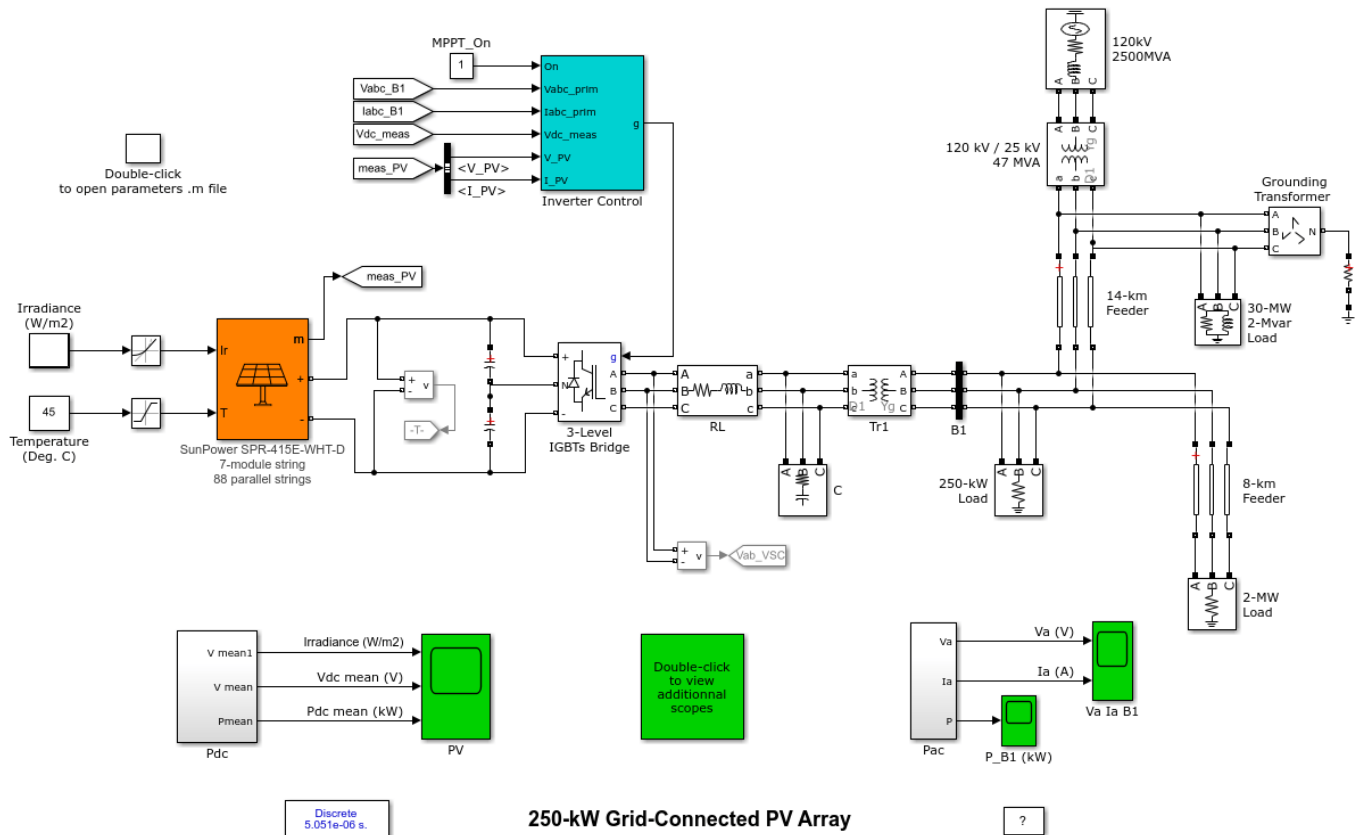 MPPT_On
1
Vabc_B1
Iabc_B1
Vdc_meas
meas_PV
<V_PV>
<I_PV>
On
Vabc_prim
Iabc_prim
Vdc_meas
V_PV
I_PV
g
Inverter Control
Double-click
to open parameters .m file
120kV
2500MVA
A B C
A B C
Yg
120 kV / 25 kV
47 MVA
D1
a b c
Grounding
Transformer
A
B
C
N
14-km
Feeder
A B C
30-MW
2-Mvar
Load
meas_PV
Irradiance
(W/m2)
45
Temperature
(Deg. C)
Ir
T
m
+
-
SunPower SPR-415E-WHT-D
7-module string
88 parallel strings
+
-
v
-T-
+
N
-
g
A
B
C
3-Level
IGBTs Bridge
A
B
C
a
b
c
RL
a
b
c
A
B
C
D1 Yg
Tr1
B1
A B C
C
A B C
250-kW
Load
8-km
Feeder
A B C
2-MW
Load
+
-
v
Vab_VSC
V mean1
V mean
Pmean
Pdc
Irradiance (W/m2)
Vdc mean (V)
Pdc mean (kW)
PV
Double-click
to view
additionnal
scopes
Va
Ia
P
Pac
Va (V)
Ia (A)
Va Ia B1
P_B1 (kW)
Discrete
5.051e-06 s.
250-kW Grid-Connected PV Array
?